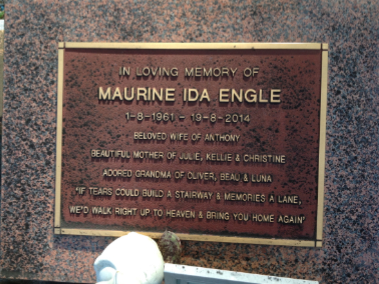 IN LOVING MEMORY OF
MAURINE IDA ENGLE
1-8-1961 - 19-8-2014
BELOVED WIFE OF ANTHONY
BEAUTIFUL MOTHER OF JULIE, KELLIE & CHRISTINE
ADORED GRANDMA OF OLIVER, BEAU & LUNA
"IF TEARS COULD BUILD A STAIRWAY & MEMORIES A LANE,
WE'D WALK RIGHT UP TO HEAVEN & BRING YOU HOME AGAIN"